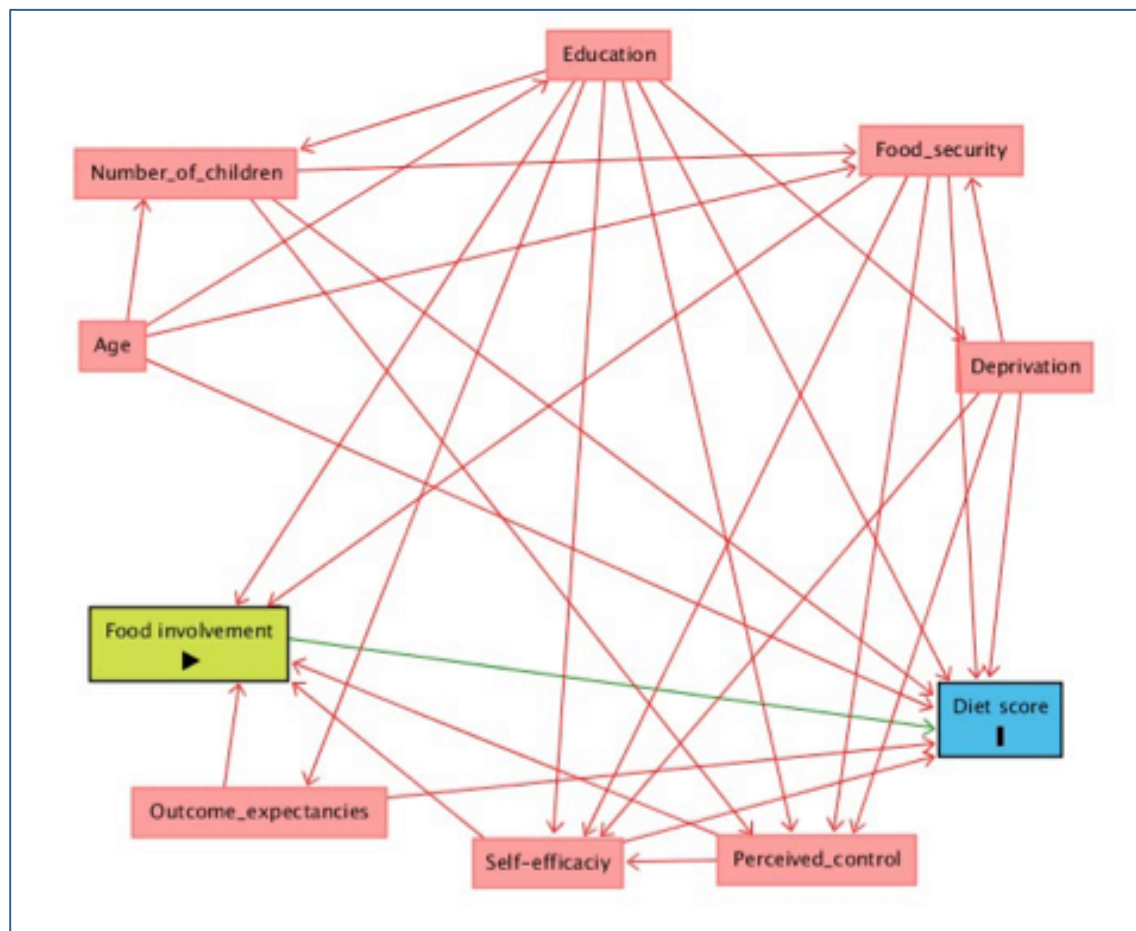 Education
Food_security
Number_of_children
Age
Deprivation
Food involvement
Diet score
Outcome_expectancies
Self-efficaciy
Perceived_control